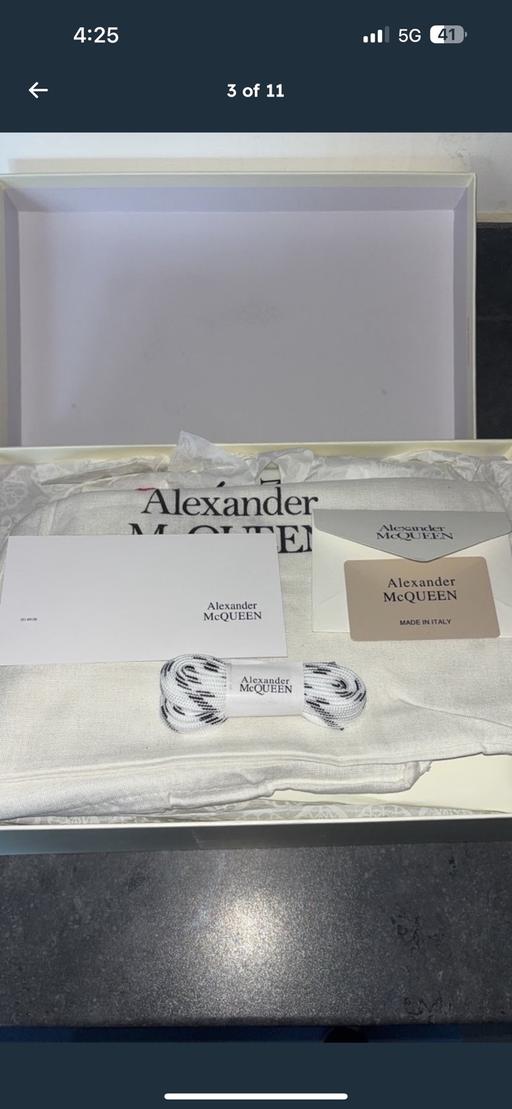 4:25
5G
41
3 of 11
Alexander
McQUEEN
Alexander
McQUEEN
Alexander
McQUEEN
Alexander
McQUEEN
MADE IN ITALY
Alexander
McQUEEN